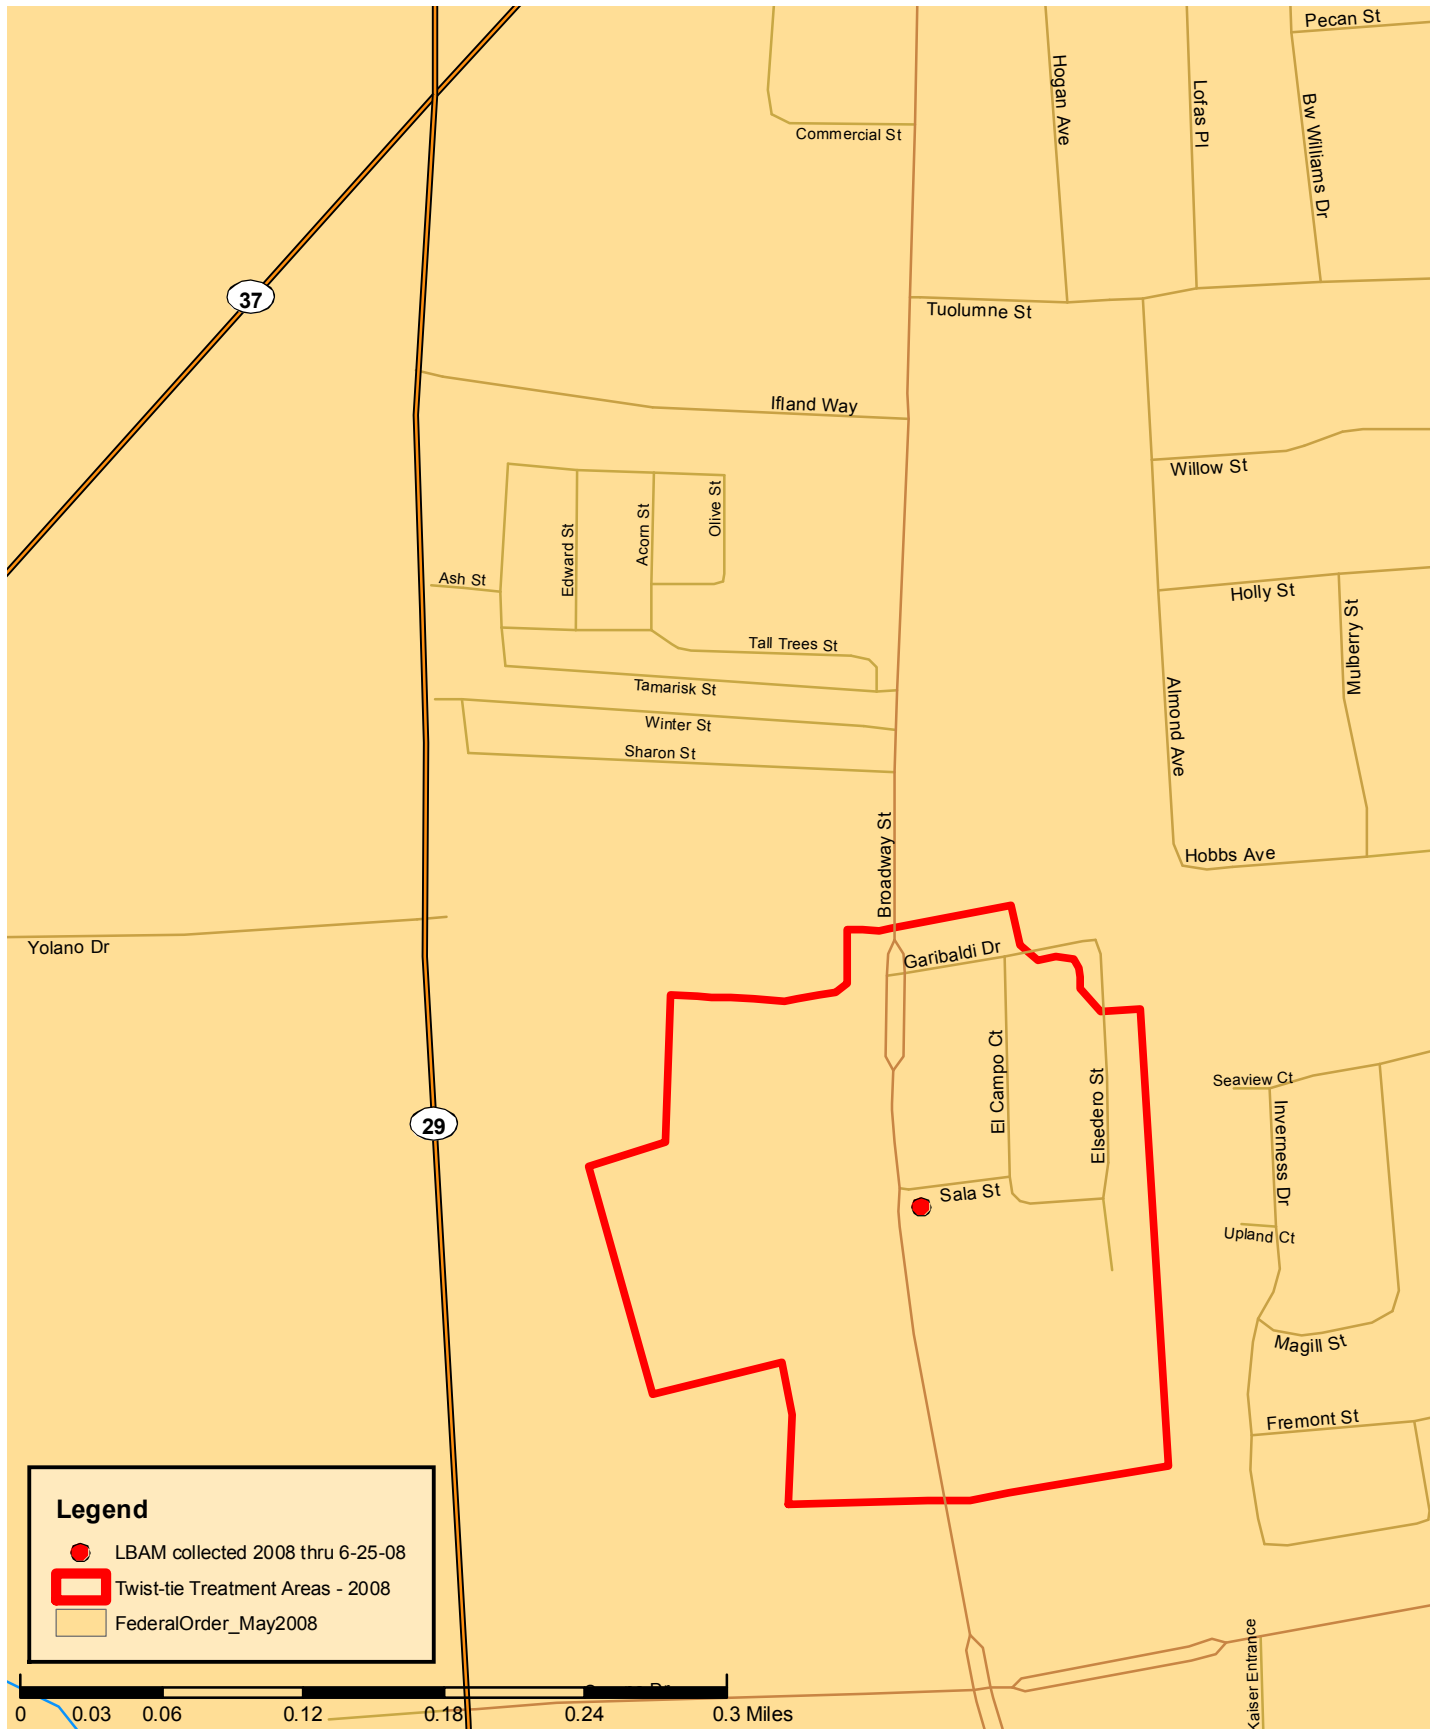 Pecan St
Hogan Ave
Lofas Pl
Bw Williams Dr
Commercial St
37
Tuolumne St
Ifland Way
Willow St
Olive St
Acorn St
Edward St
Ash St
Holly St
Mulberry St
Tall Trees St
Tamarisk St
Almond Ave
Winter St
Sharon St
Broadway St
Hobbs Ave
Yolano Dr
Garibaldi Dr
El Campo Ct
Elsedero St
Seaview Ct
Inverness Dr
29
Sala St
Upland Ct
Magill St
Fremont St
Legend
LBAM collected 2008 thru 6-25-08
Twist-tie Treatment Areas - 2008
FederalOrder_May2008
Kaiser Entrance
Dr
0 0.03 0.06 0.12 0.18 0.24 0.3 Miles